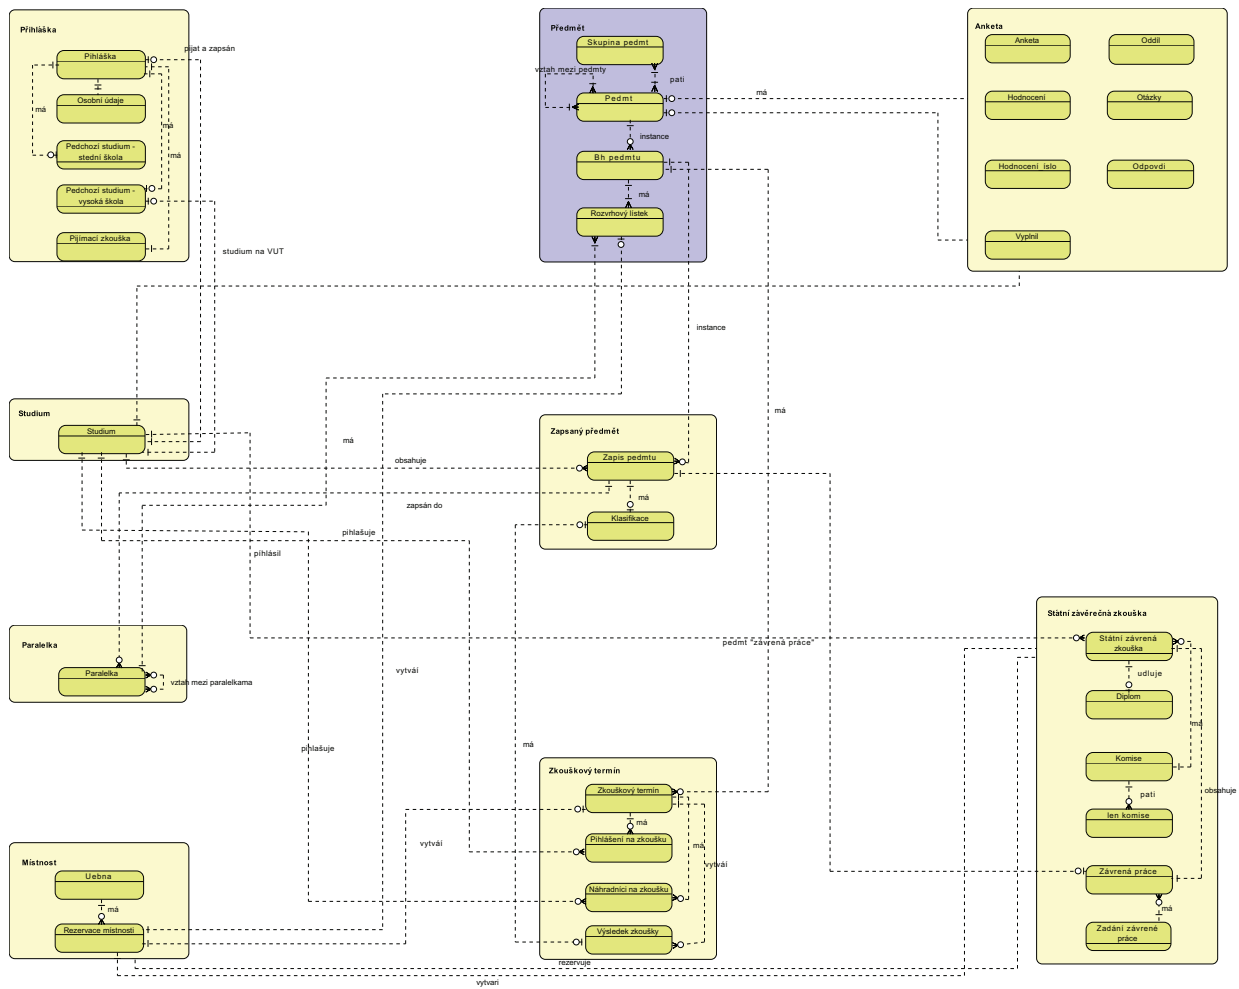 Přihláška
Pihláška
pijat a zapsán
Osobní údaje
má
má
Pedchozí studium -
stední škola
má
Pedchozí studium -
vysoká škola
Pijímací zkouška
studium na VUT
Předmět
Skupina pedmt
vztah mezi pedmty
patí
Pedmt
má
instance
Bh pedmtu
má
Rozvrhový lístek
instance
má
Anketa
Anketa
Oddíl
Hodnocení
Otázky
Hodnocení íslo
Odpovdi
Vyplnil
Studium
Studium
má
obsahuje
zapsán do
pihlašuje
pihlásil
Zapsaný předmět
Zapis pedmtu
má
Klasifikace
Paralelka
Paralelka
vztah mezi paralelkama
vytváí
pihlašuje
pedmt "závrená práce"
má
Státní závěrečná zkouška
Státní závrená
zkouška
udluje
Diplom
má
Komise
patí
obsahuje
len komise
Závrená práce
má
Zadání závrené
práce
Zkouškový termín
Zkouškový termín
má
Pihlášení na zkoušku
má
vytváí
Náhradníci na zkoušku
Výsledek zkoušky
vytváí
Místnost
Uebna
má
Rezervace místnosti
rezervuje
vytvari